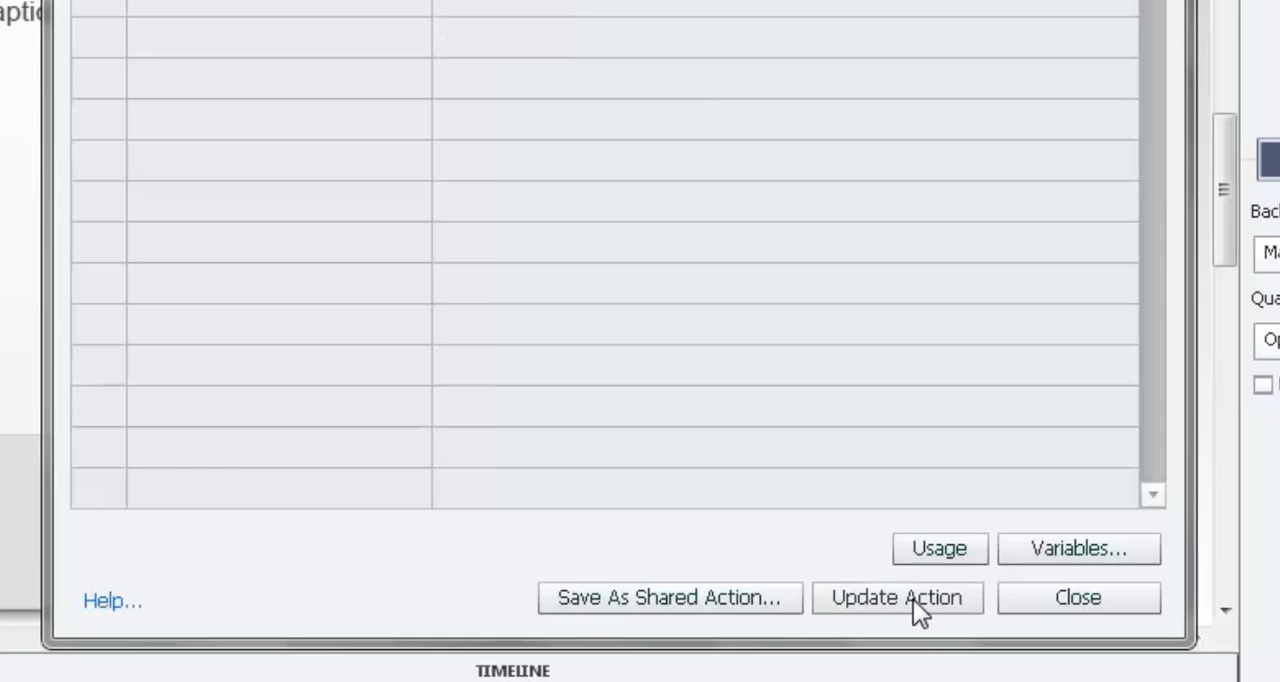 Usage
Variables...
Help...
Save As Shared Action...
Update Action
Close
TIMELINE